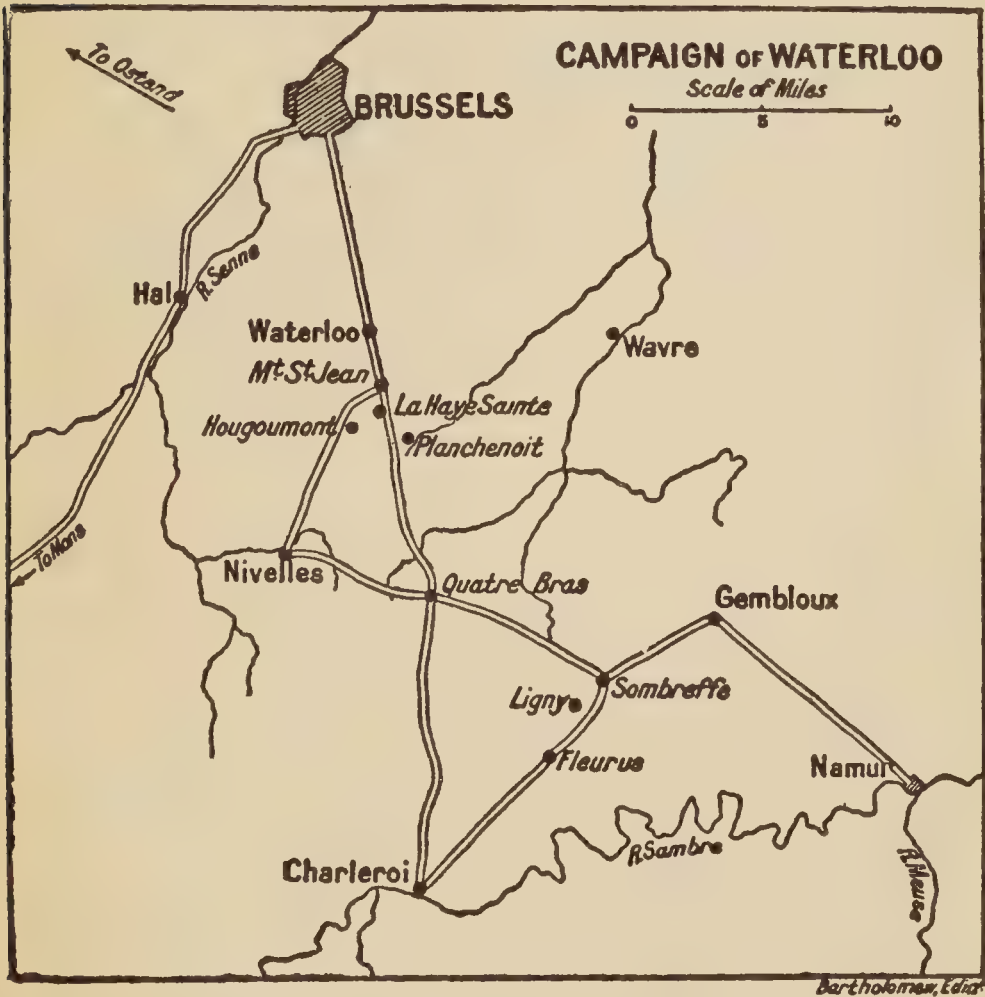 To Ostend
CAMPAIGN OF WATERLOO
Scale of Miles
0 5 10
BRUSSELS
R. Senne
Hal
Waterloo
Wavre
Mt St Jean
La Haye Sainte
Hougoumont
Planchenoit
To Mons
Nivelles
Quatre Bras
Gembloux
Sombreffe
Ligny
Fleurus
Namur
R. Sambre
Charleroi
R. Meuse
Bartholomew, Edinr